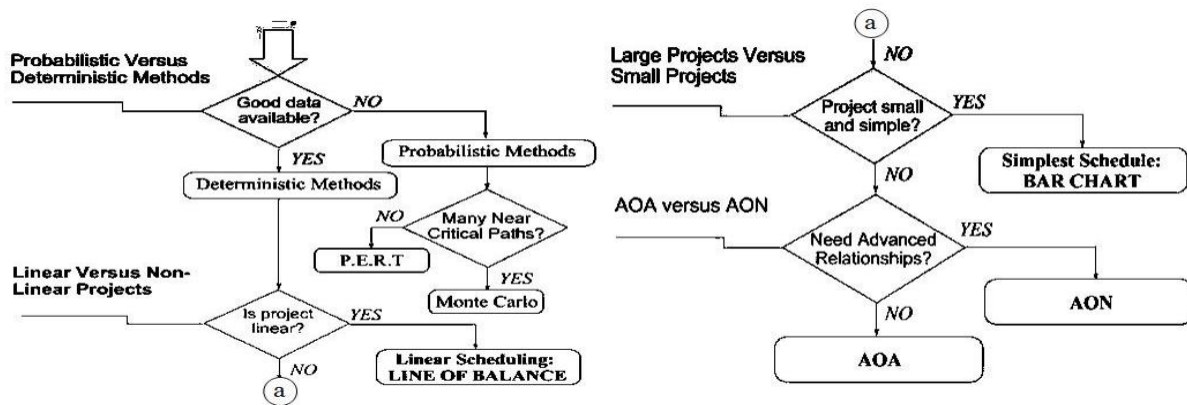 Probabilistic Versus
Deterministic Methods
Good data
available?
NO
YES
Probabilistic Methods
Deterministic Methods
Many Near
Critical Paths?
NO
P.E.R.T
YES
Monte Carlo
Linear Versus Non-
Linear Projects
Is project
linear?
YES
Linear Scheduling:
LINE OF BALANCE
NO
a
a
NO
Large Projects Versus
Small Projects
Project small
and simple?
YES
Simplest Schedule:
BAR CHART
NO
AOA versus AON
Need Advanced
Relationships?
YES
AON
NO
AOA